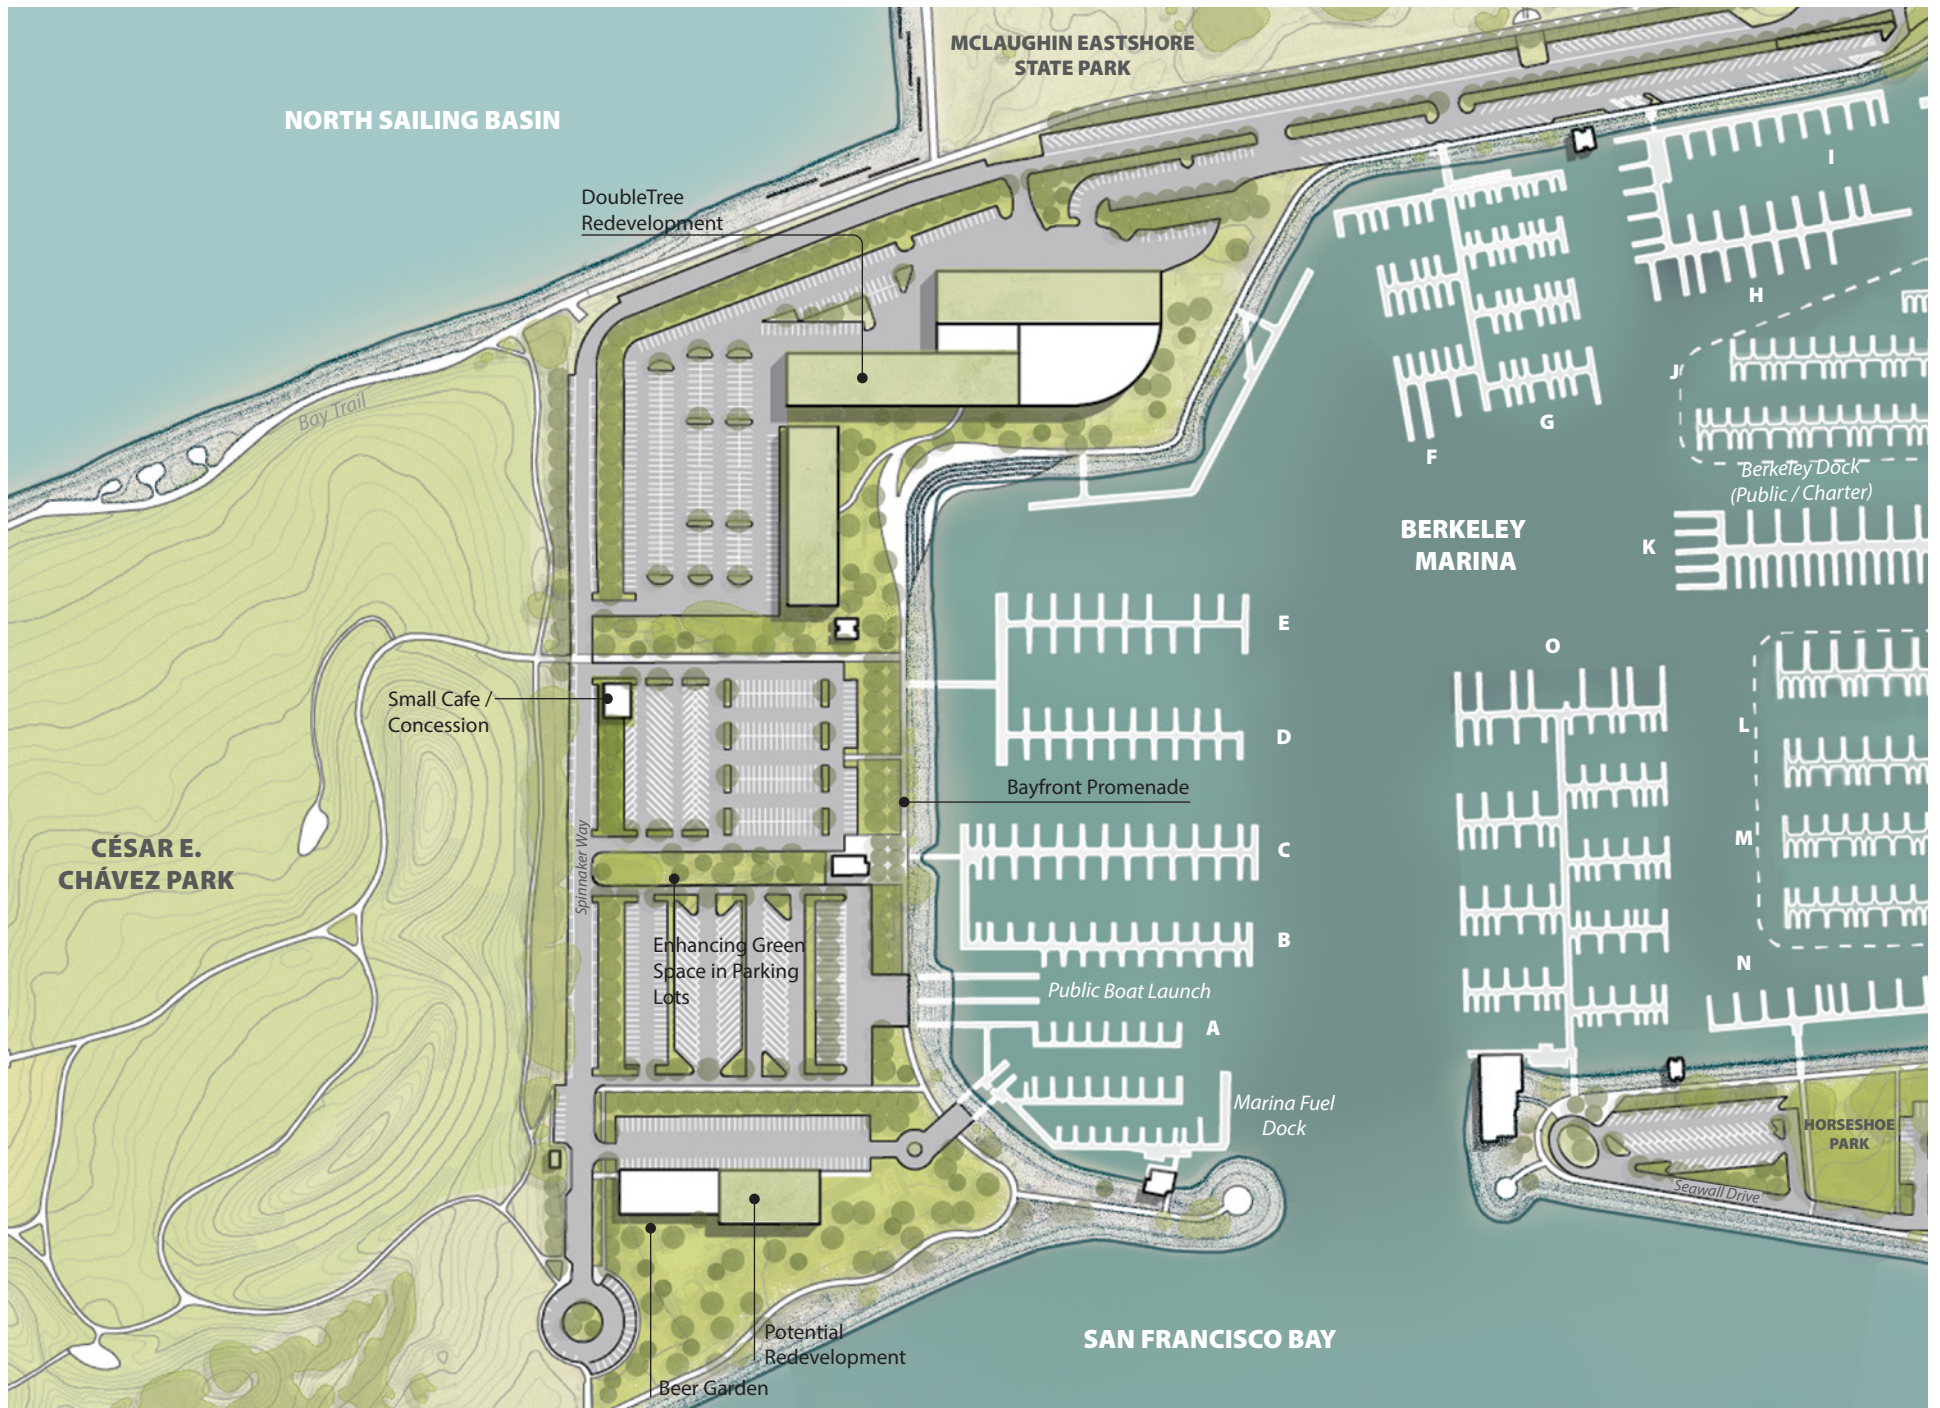 MCLAUGHIN EASTSHORE
STATE PARK
NORTH SAILING BASIN
I
DoubleTree
Redevelopment
H
J
Bay Trail
G
F
Berkeley Dock
(Public / Charter)
BERKELEY
MARINA
K
E
O
Small Cafe /
Concession
L
D
Bayfront Promenade
Spinnaker Way
CÉSAR E.
CHÁVEZ PARK
C
M
Enhancing Green
Space in Parking
Lots
B
N
Public Boat Launch
A
Marina Fuel
Dock
HORSESHOE
PARK
Seawall Drive
Potential
Redevelopment
SAN FRANCISCO BAY
Beer Garden